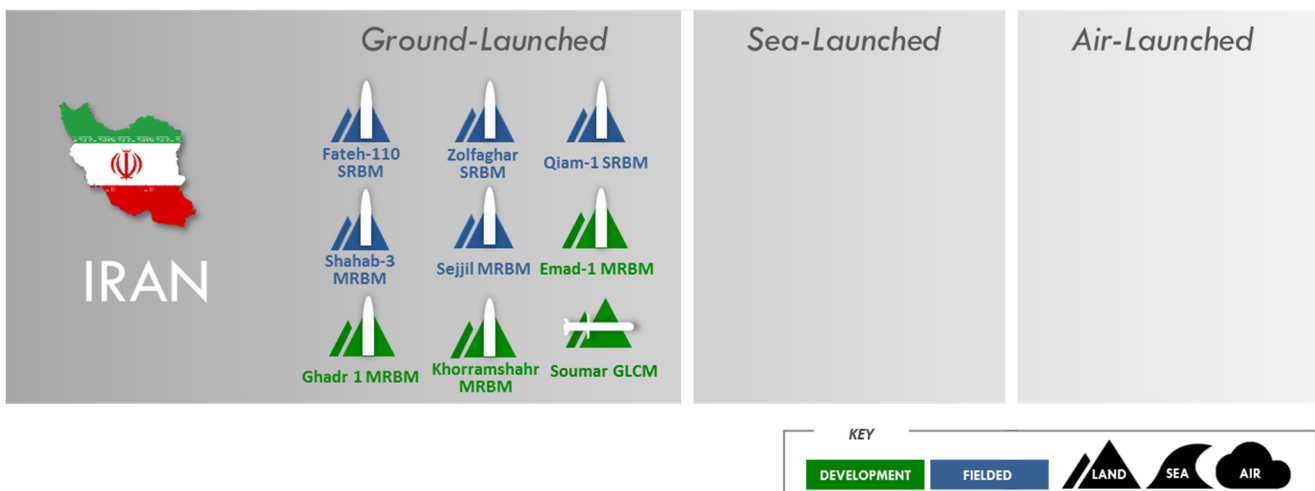 Ground-Launched
Sea-Launched
Air-Launched
IRAN
Fateh-110
SRBM
Zolfaghar
SRBM
Qiam-1 SRBM
Shahab-3
MRBM
Sejjil MRBM
Emad-1 MRBM
Ghadr 1 MRBM
Khorramshahr
MRBM
Soumar GLCM
KEY
DEVELOPMENT
FIELDED
LAND
SEA
AIR